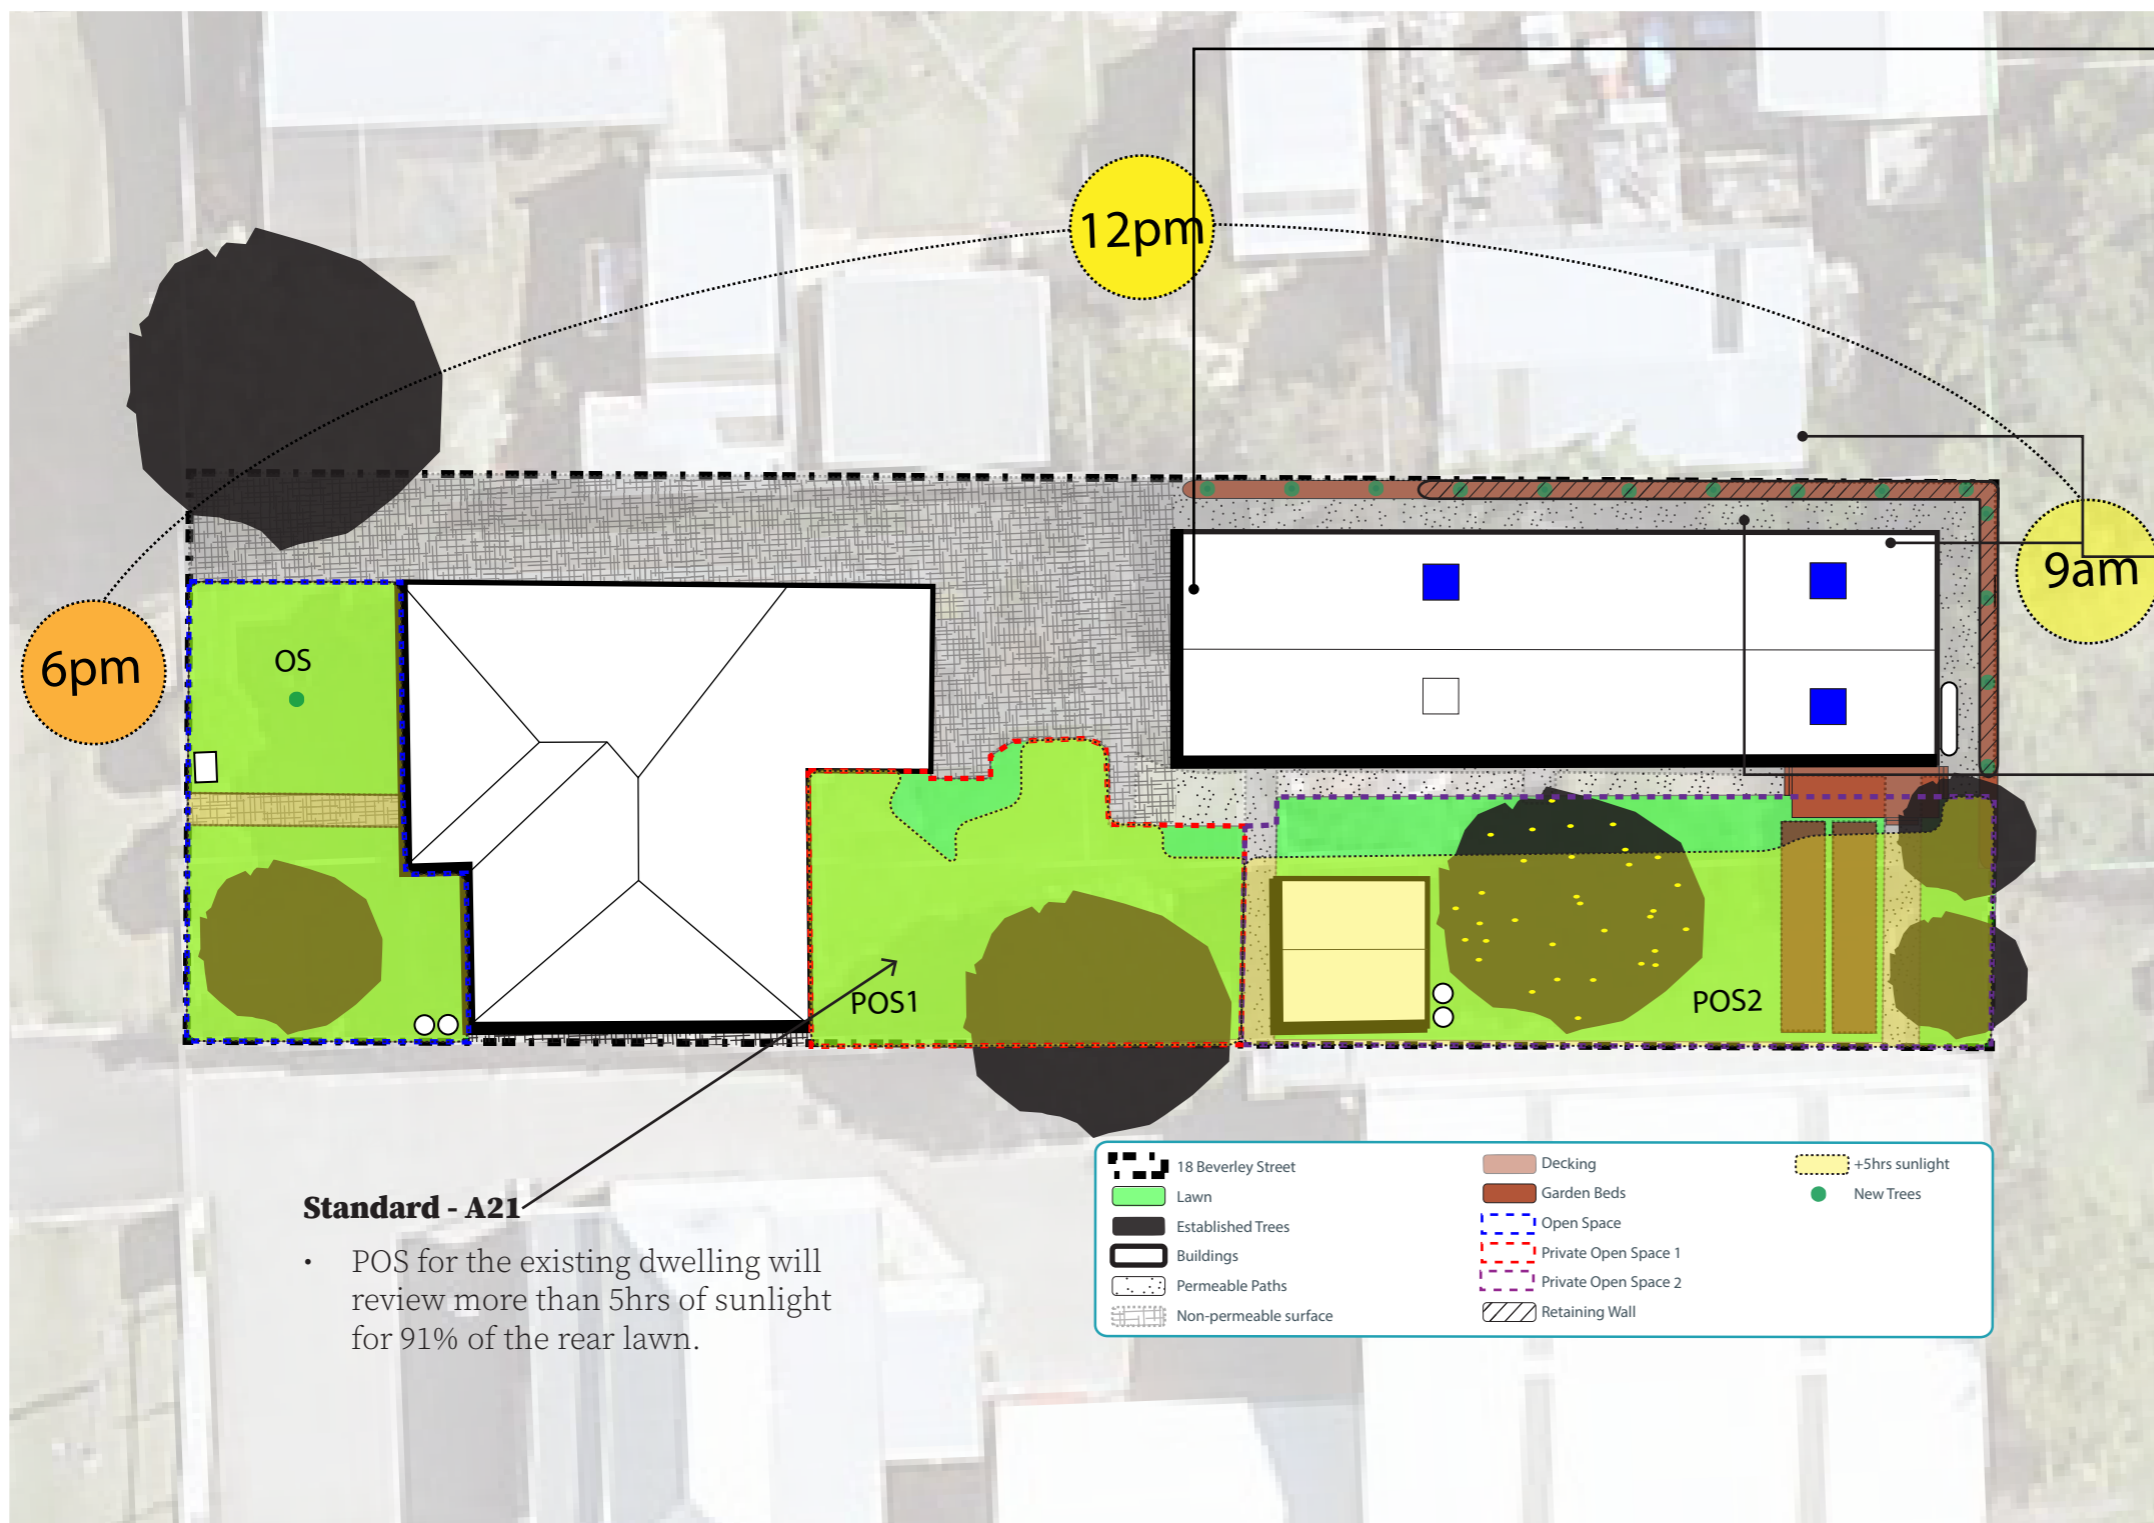 12pm
9am
6pm
OS
POS1
POS2
Standard - A21
• POS for the existing dwelling will
review more than 5hrs of sunlight
for 91% of the rear lawn.
18 Beverley Street
Lawn
Established Trees
Buildings
Permeable Paths
Non-permeable surface
Decking
Garden Beds
Open Space
Private Open Space 1
Private Open Space 2
Retaining Wall
+5hrs sunlight
New Trees